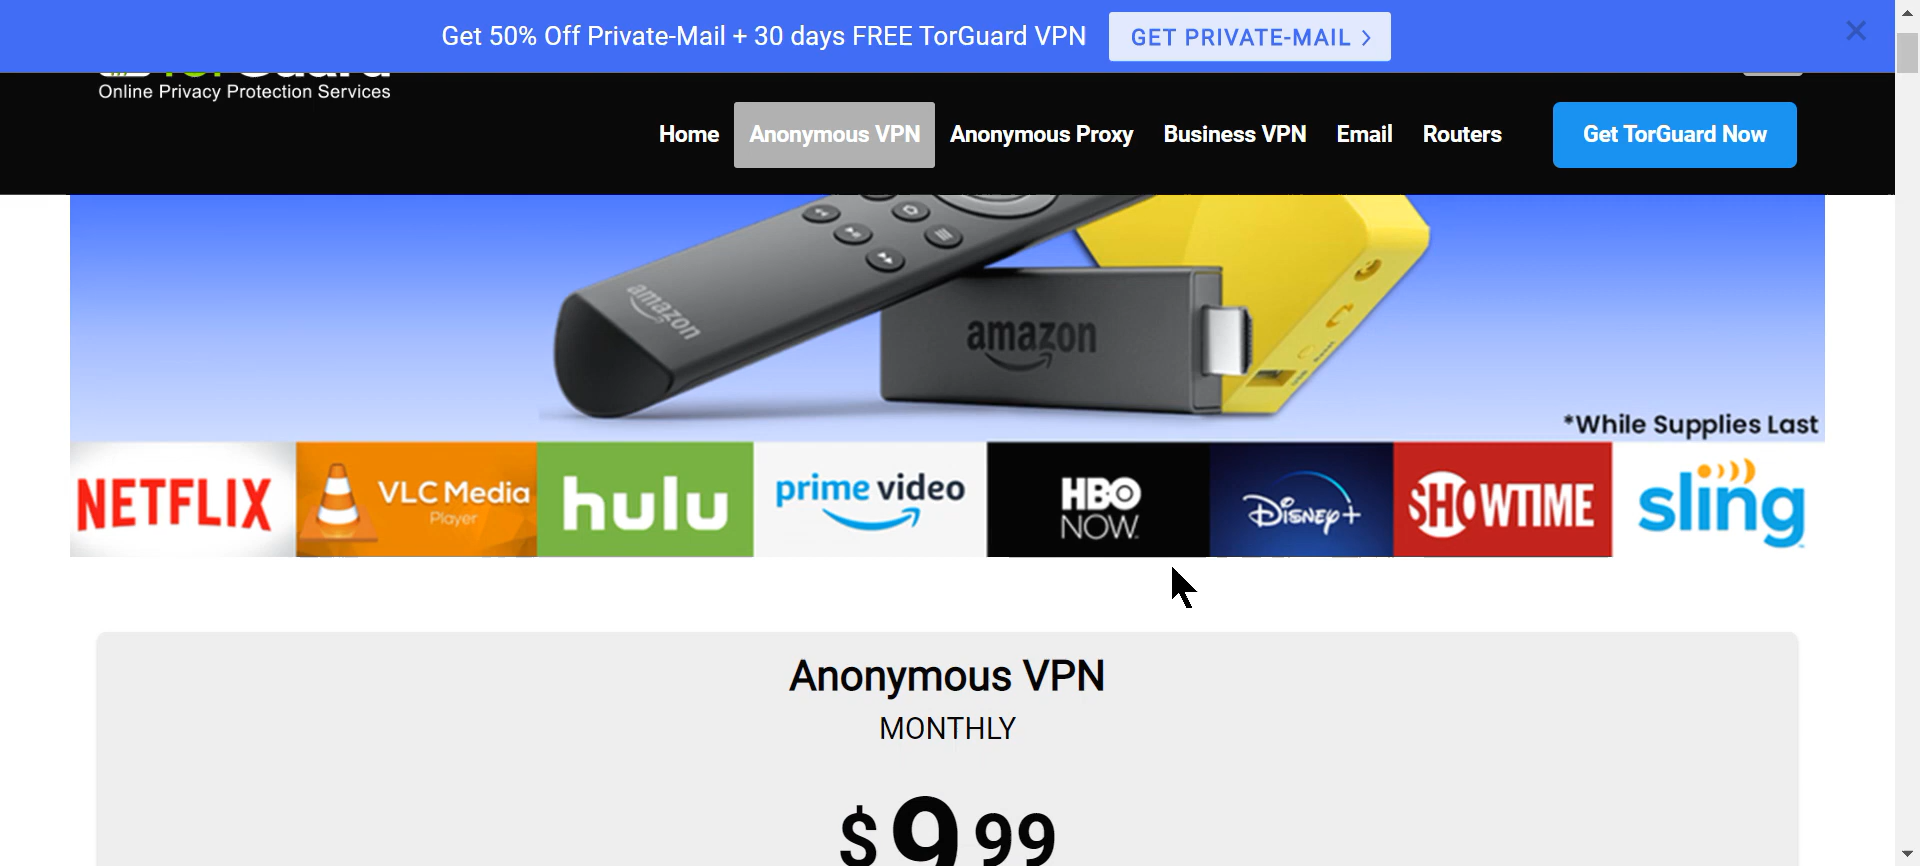 Get 50% Off Private-Mail + 30 days FREE TorGuard VPN GET PRIVATE-MAIL >
TorGuard
Online Privacy Protection Services
Home Anonymous VPN Anonymous Proxy Business VPN Email Routers Get TorGuard Now
amazon
amazon
*While Supplies Last
NETFLIX VLC Media Player hulu prime video HBO NOW. Disney+ SHOWTIME sling
Anonymous VPN
MONTHLY
$9.99